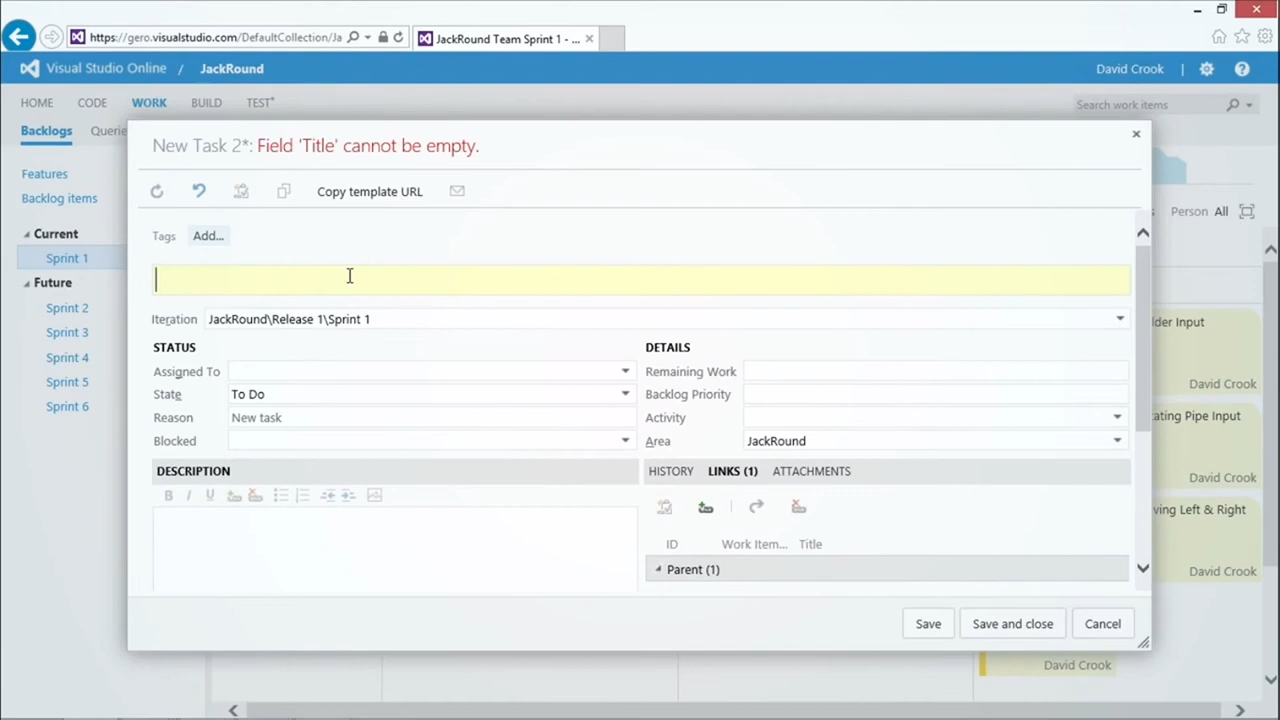 https://gero.visualstudio.com/DefaultCollection/Ja
JackRound Team Sprint 1 - ...
Visual Studio Online / JackRound
David Crook
HOME CODE WORK BUILD TEST*
Search work items
Backlogs Querie
New Task 2*: Field 'Title' cannot be empty.
Features
Backlog items
Current
Sprint 1
Future
Sprint 2
Sprint 3
Sprint 4
Sprint 5
Sprint 6
Copy template URL
Person All
Tags Add...
Iteration JackRound\Release 1\Sprint 1
STATUS
Assigned To
State To Do
Reason New task
Blocked
DETAILS
Remaining Work
Backlog Priority
Activity
Area JackRound
DESCRIPTION
B I U
HISTORY LINKS (1) ATTACHMENTS
ID Work Item... Title
Parent (1)
Save Save and close Cancel
lder Input
David Crook
ating Pipe Input
David Crook
ving Left & Right
David Crook
David Crook